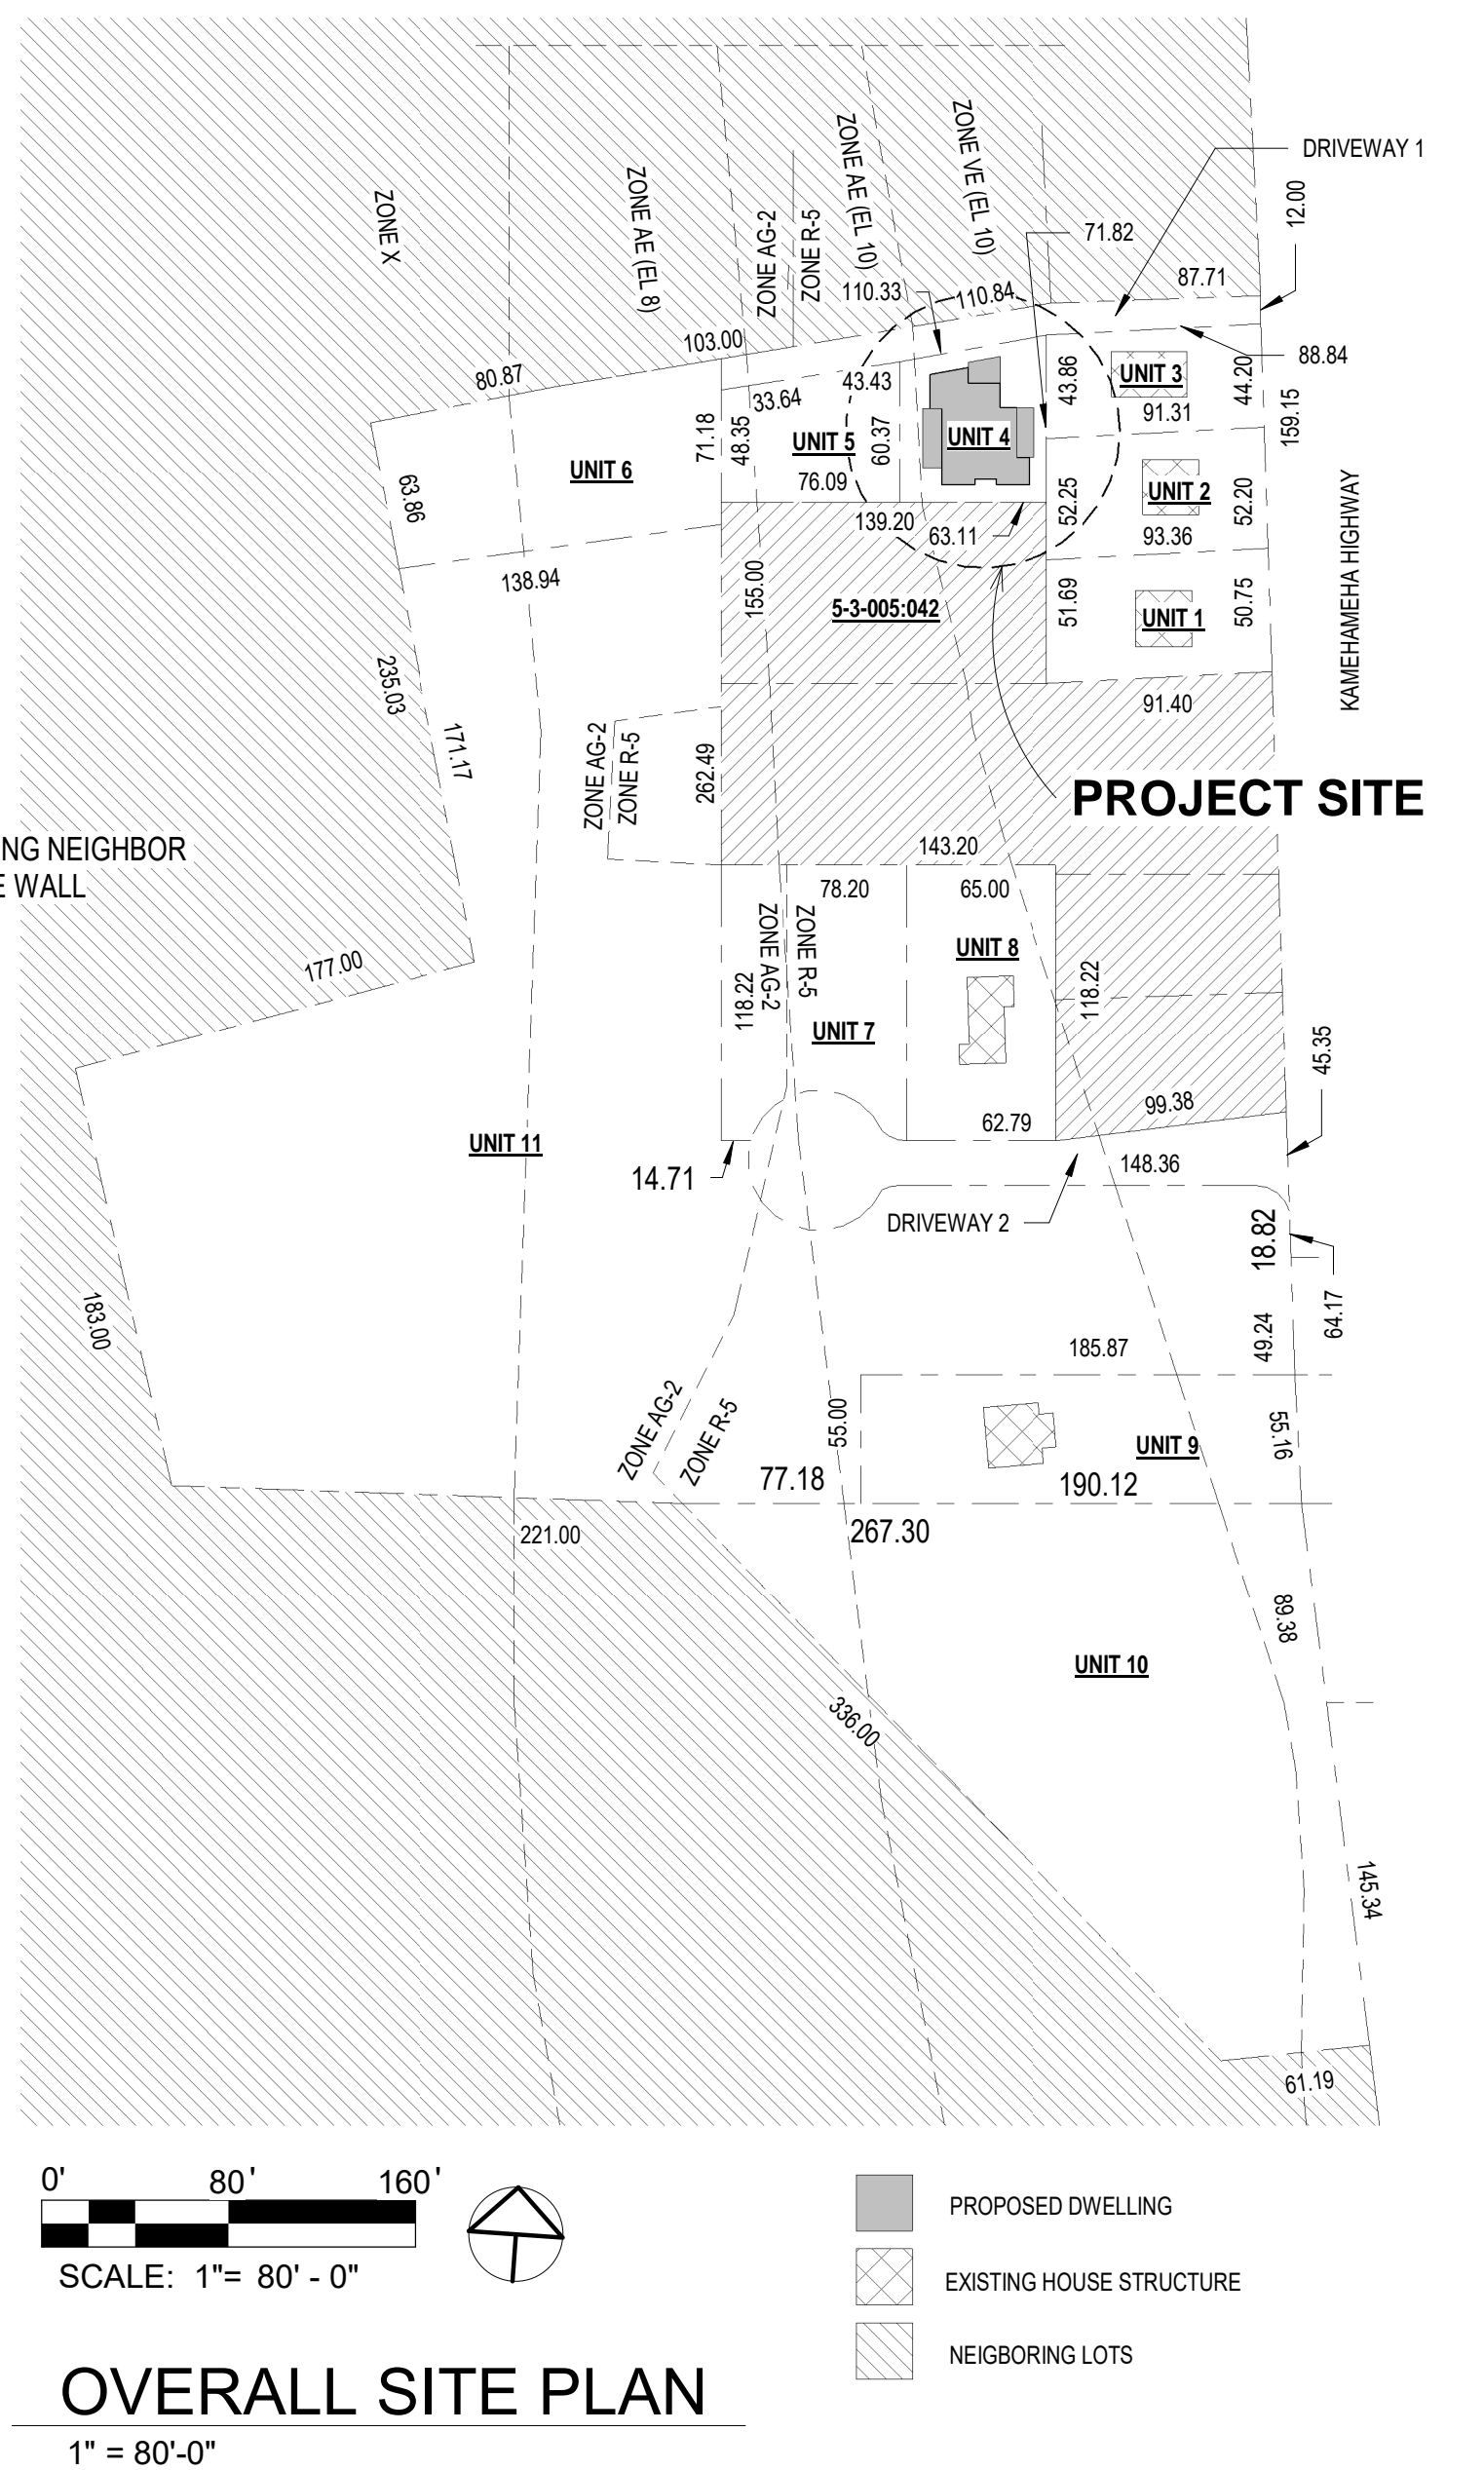 DRIVEWAY 1
12.00
ZONE X
ZONE AE (EL 8)
ZONE AG-2
ZONE R-5
ZONE AE (EL 10)
ZONE VE (EL 10)
71.82
87.71
110.33
110.84
103.00
80.87
88.84
43.43
33.64
43.86
UNIT 3
44.20
91.31
159.15
71.18
48.35
UNIT 5
60.37
UNIT 4
UNIT 6
76.09
63.86
52.25
UNIT 2
52.20
139.20
63.11
93.36
KAMEHAMEHA HIGHWAY
138.94
155.00
5-3-005:042
51.69
UNIT 1
50.75
235.03
171.17
91.40
ZONE AG-2
ZONE R-5
262.49
PROJECT SITE
NG NEIGHBOR
E WALL
143.20
78.20
65.00
177.00
ZONE AG-2
ZONE R-5
UNIT 8
118.22
118.22
UNIT 7
45.35
99.38
62.79
UNIT 11
14.71
148.36
DRIVEWAY 2
18.82
64.17
183.00
49.24
185.87
ZONE AG-2
ZONE R-5
55.00
55.16
UNIT 9
77.18
190.12
221.00
267.30
89.38
UNIT 10
336.00
145.34
61.19
0' 80' 160'
SCALE: 1"= 80' - 0"
PROPOSED DWELLING
EXISTING HOUSE STRUCTURE
NEIGBORING LOTS
OVERALL SITE PLAN
1" = 80'-0"